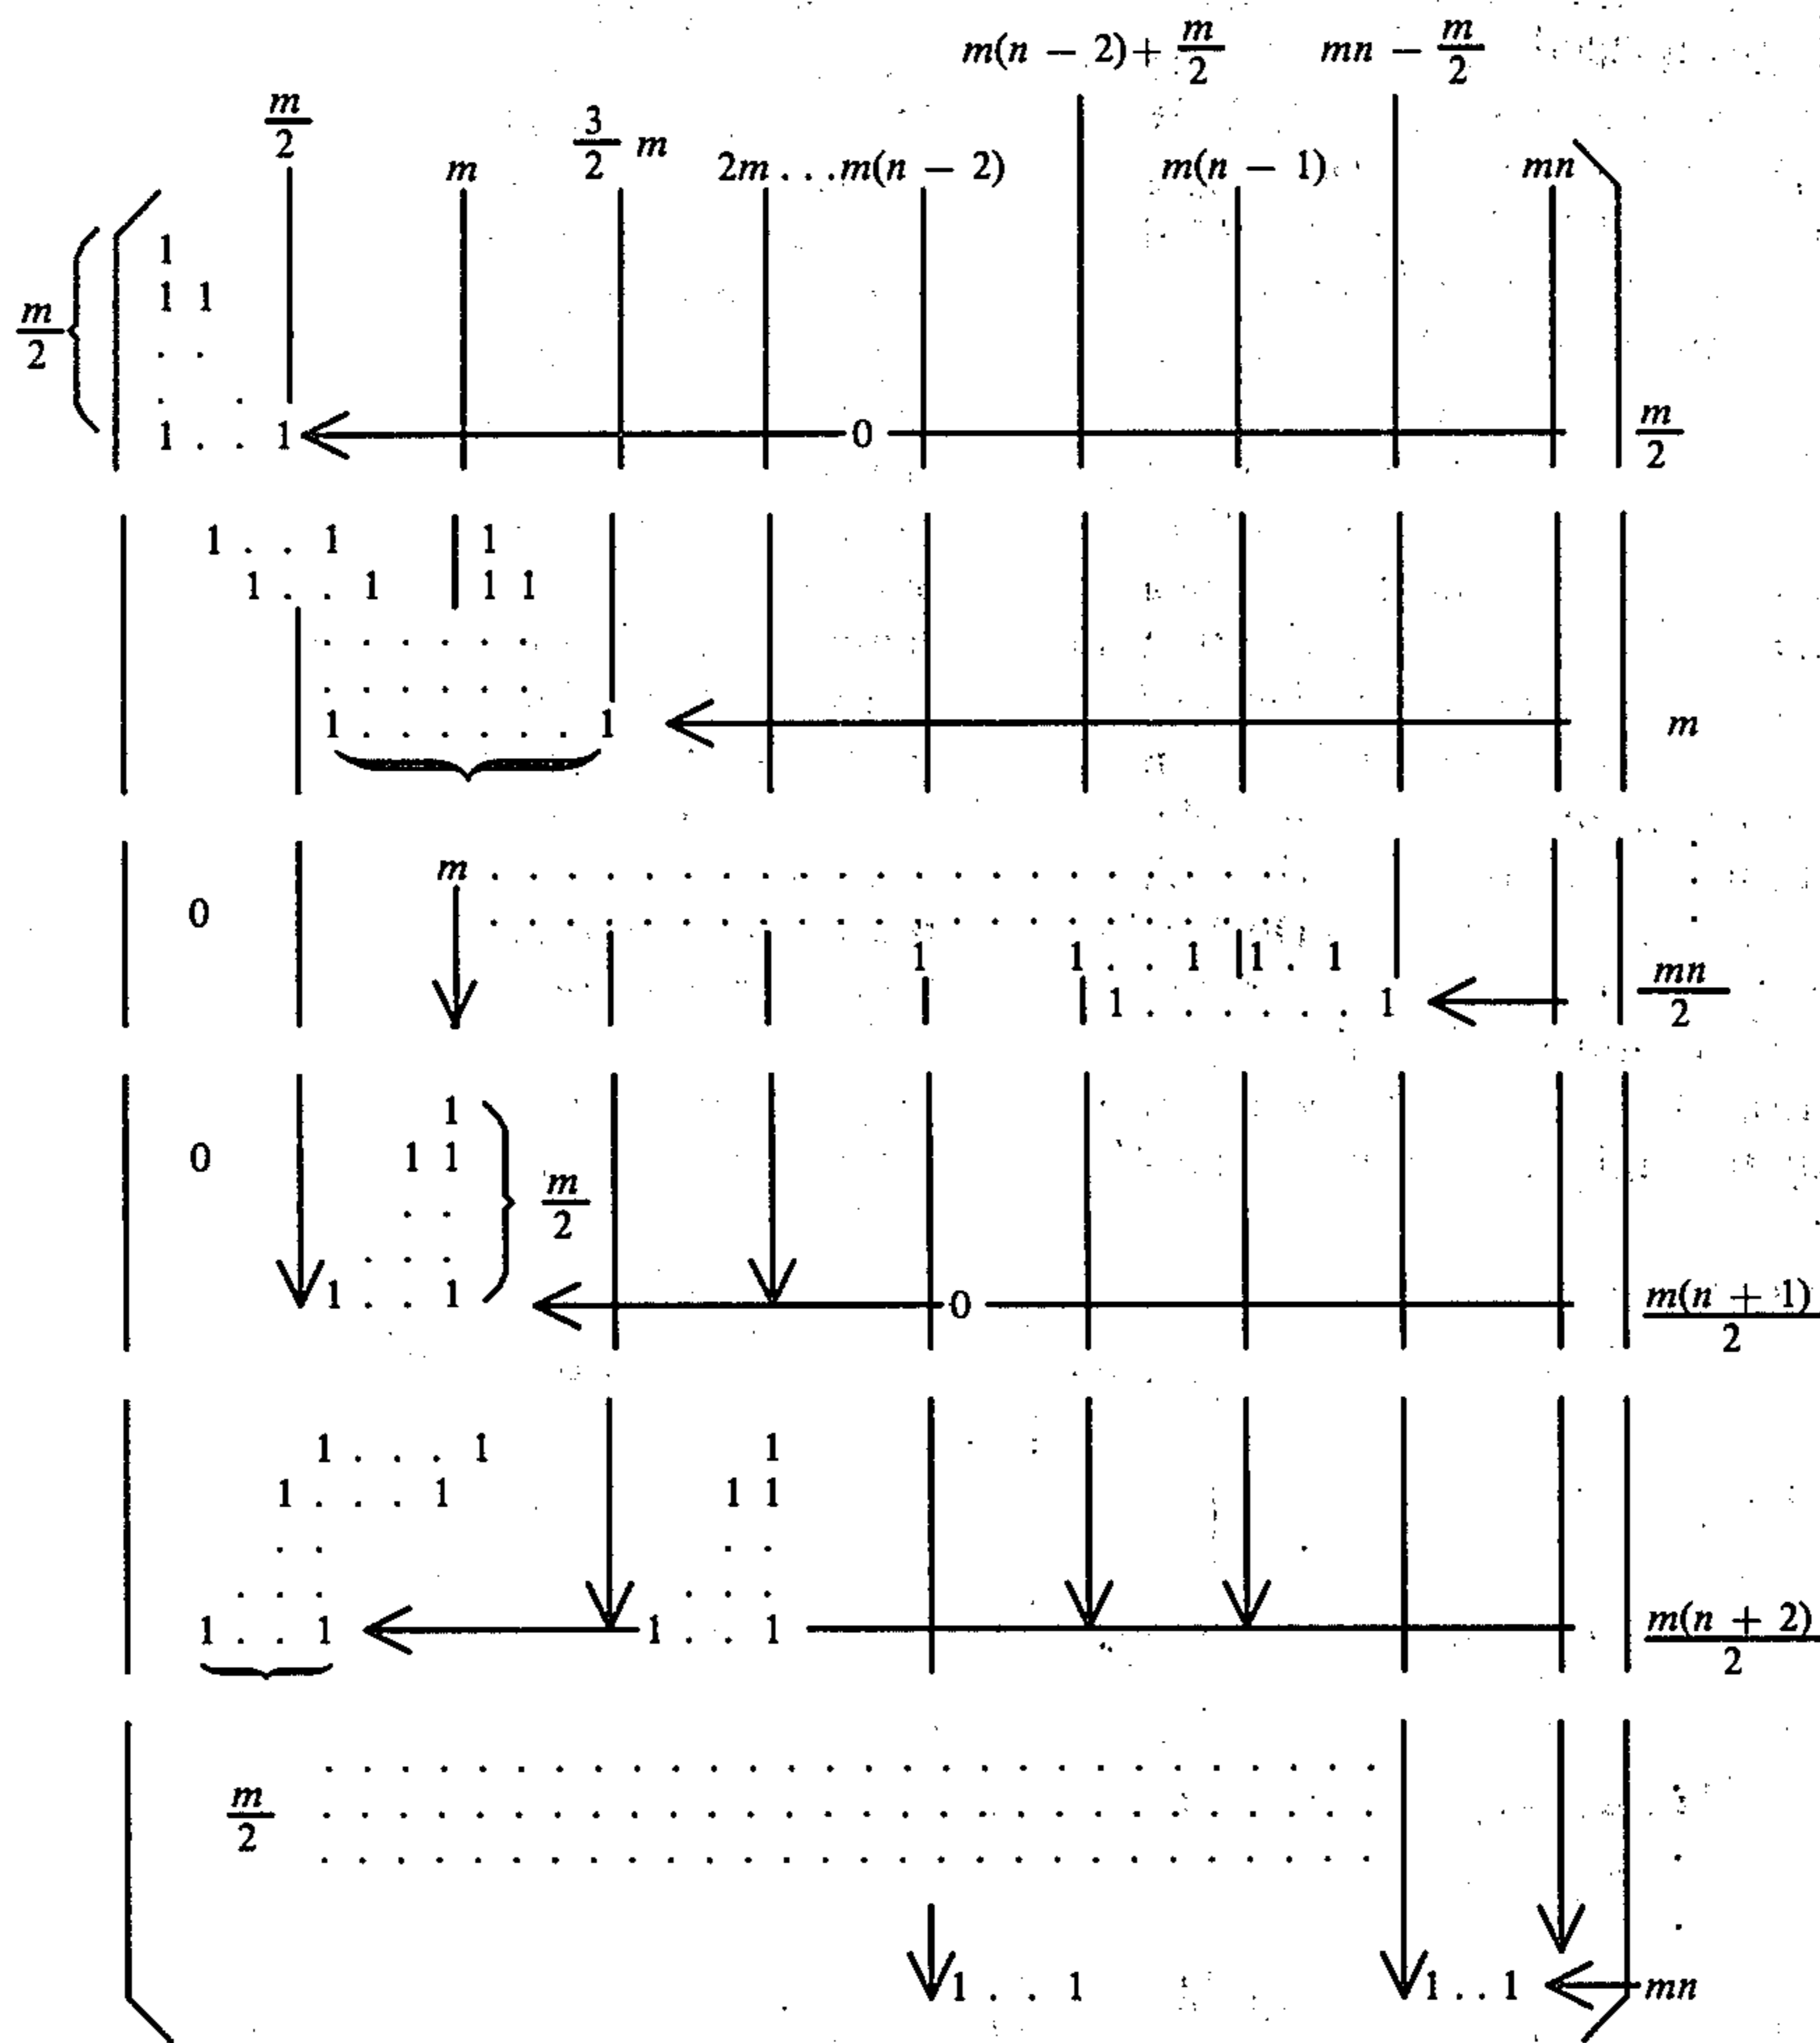 m(n − 2) + m/2 mn − m/2
m/2 m 3/2 m 2m . . . m(n − 2) m(n − 1) mn
1
m/2 1 1
. .
. . .
1 . . 1 0 m/2
1 . . 1 1
1 . . 1 1 1
. . . . . .
. . . . . .
1 . . . . . . 1 m
m . . . . . . . . . . . . . . . . . . . . . .
0 . . . . . . . . . . . . . . . . . . . . .
1 1 . . 1 1 . 1
1 . . . . . . 1 mn/2
1
0 1 1 m/2
. .
. . .
1 . . 1 0 m(n + 1)/2
1 . . . 1 1
1 . . . 1 1 1
. . . .
. . . . . .
1 . . 1 1 . . 1 m(n + 2)/2
. . . . . . . . . . . . . . . . . . . . . . . . . . . .
m/2 . . . . . . . . . . . . . . . . . . . . . . . . . . . .
. . . . . . . . . . . . . . . . . . . . . . . . . . . .
1 . . 1 1 . . 1 mn